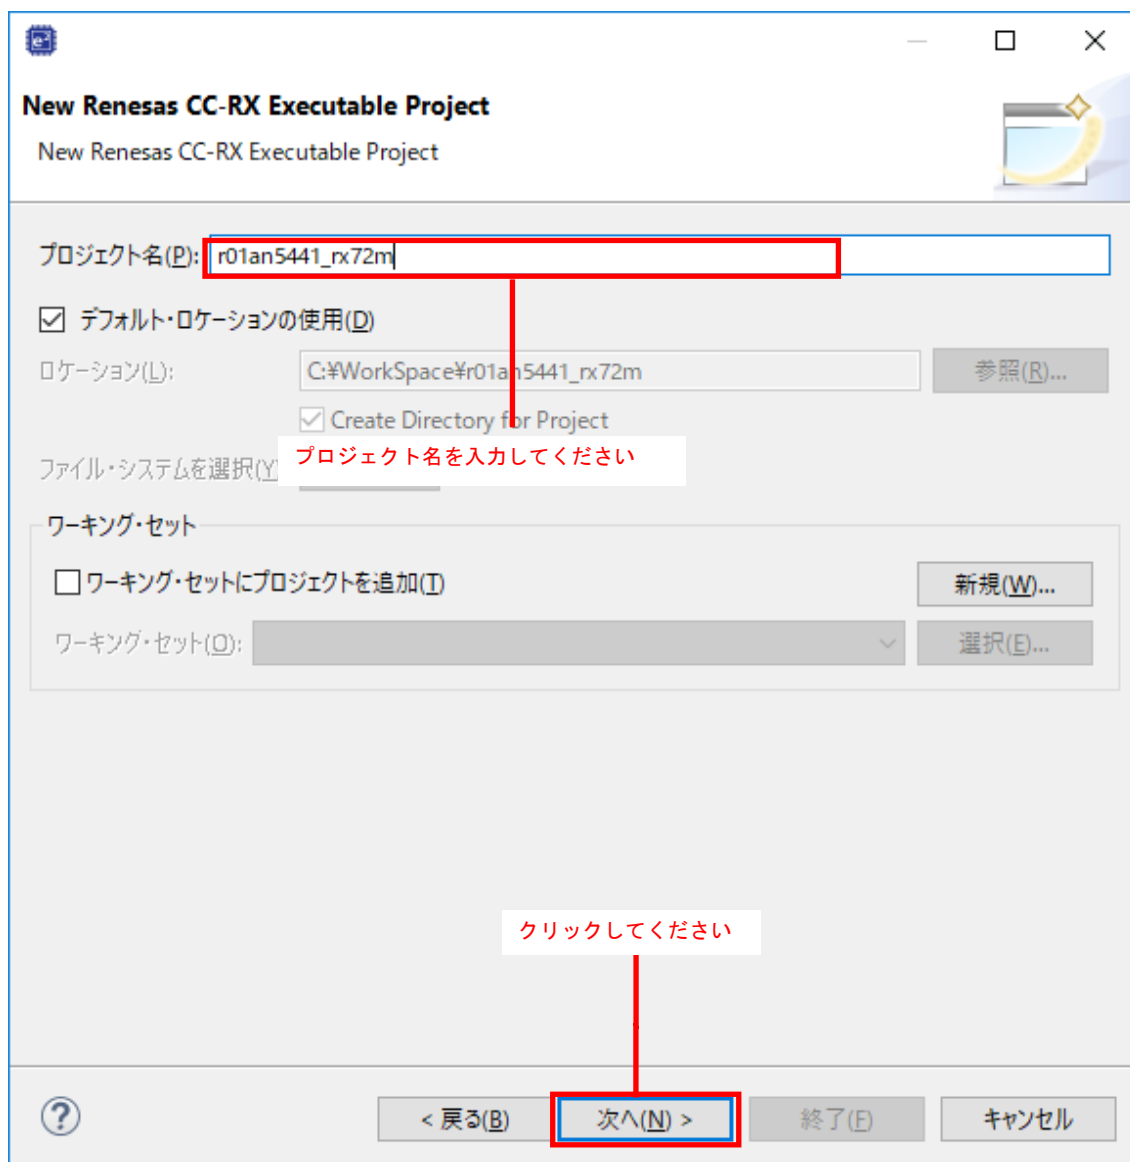 New Renesas CC-RX Executable Project
New Renesas CC-RX Executable Project
プロジェクト名(P): r01an5441_rx72m
デフォルト・ロケーションの使用(D)
ロケーション(L): C:¥WorkSpace¥r01an5441_rx72m 参照(R)...
Create Directory for Project
プロジェクト名を入力してください
ファイル・システムを選択(Y
ワーキング・セット
ワーキング・セットにプロジェクトを追加(T) 新規(W)...
ワーキング・セット(O): 選択(E)...
クリックしてください
? < 戻る(B) 次へ(N) > 終了(F) キャンセル